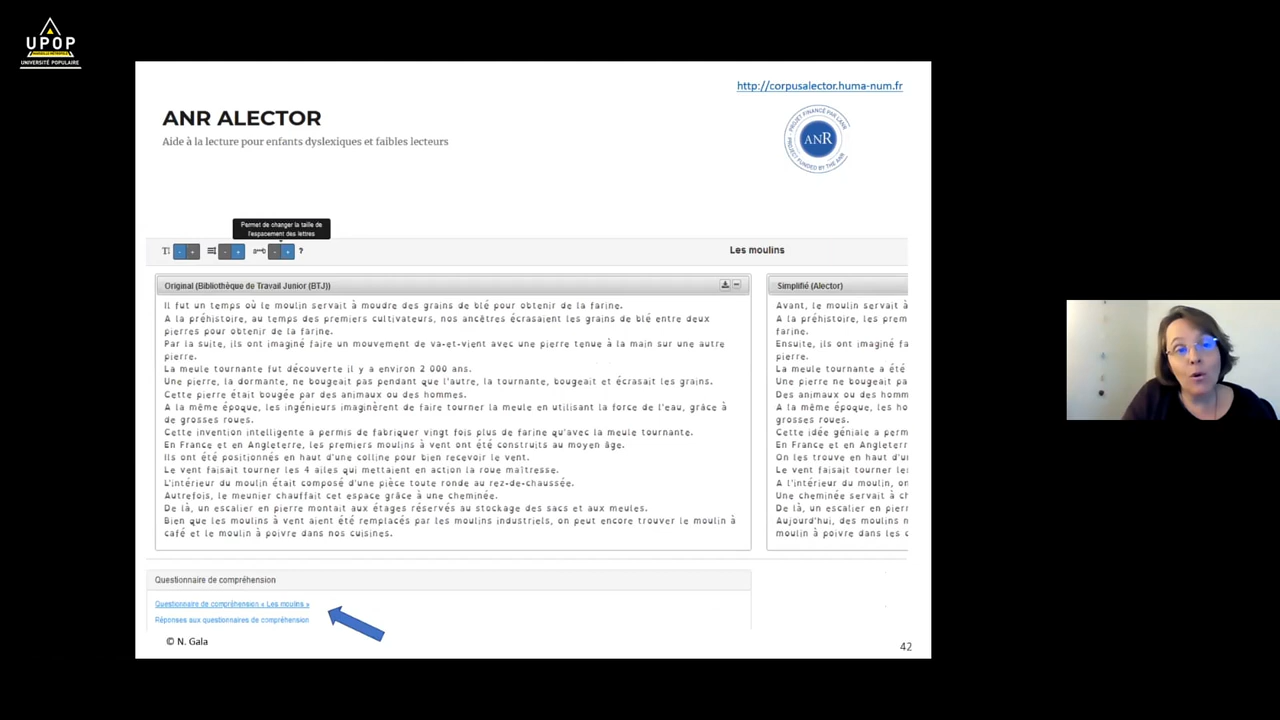 UPOP
MARSEILLE MÉTROPOLE
UNIVERSITÉ POPULAIRE
http://corpusalector.huma-num.fr
ANR ALECTOR
Aide à la lecture pour enfants dyslexiques et faibles lecteurs
PROJET FINANCÉ PAR L'ANR
ANR
PROJECT FUNDED BY THE ANR
Permet de changer la taille de
l'espacement des lettres
TI - + - + - + ?
Les moulins
Original (Bibliothèque de Travail Junior (BTJ))
Il fut un temps où le moulin servait à moudre des grains de blé pour obtenir de la farine.
A la préhistoire, au temps des premiers cultivateurs, nos ancêtres écrasaient les grains de blé entre deux
pierres pour obtenir de la farine.
Par la suite, ils ont imaginé faire un mouvement de va-et-vient avec une pierre tenue à la main sur une autre
pierre.
La meule tournante fut découverte il y a environ 2 000 ans.
Une pierre, la dormante, ne bougeait pas pendant que l'autre, la tournante, bougeait et écrasait les grains.
Cette pierre était bougée par des animaux ou des hommes.
A la même époque, les ingénieurs imaginèrent de faire tourner la meule en utilisant la force de l'eau, grâce à
de grosses roues.
Cette invention intelligente a permis de fabriquer vingt fois plus de farine qu'avec la meule tournante.
En France et en Angleterre, les premiers moulins à vent ont été construits au moyen âge.
Ils ont été positionnés en haut d'une colline pour bien recevoir le vent.
Le vent faisait tourner les 4 ailes qui mettaient en action la roue maîtresse.
L'intérieur du moulin était composé d'une pièce toute ronde au rez-de-chaussée.
Autrefois, le meunier chauffait cet espace grâce à une cheminée.
De là, un escalier en pierre montait aux étages réservés au stockage des sacs et aux meules.
Bien que les moulins à vent aient été remplacés par les moulins industriels, on peut encore trouver le moulin à
café et le moulin à poivre dans nos cuisines.
Simplifié (Alector)
Avant, le moulin servait à
A la préhistoire, les prem
farine.
Ensuite, ils ont imaginé fa
pierre.
La meule tournante a été
Une pierre ne bougeait pa
Des animaux ou des homm
A la même époque, les ho
grosses roues.
Cette idée géniale a perm
En France et en Angleterr
On les trouve en haut d'u
Le vent faisait tourner les
A l'intérieur du moulin, on
Une cheminée servait à ch
De là, un escalier en pierr
Aujourd'hui, des moulins n
moulin à poivre dans les c
Questionnaire de compréhension
Questionnaire de compréhension « Les moulins »
Réponses aux questionnaires de compréhension
© N. Gala
42